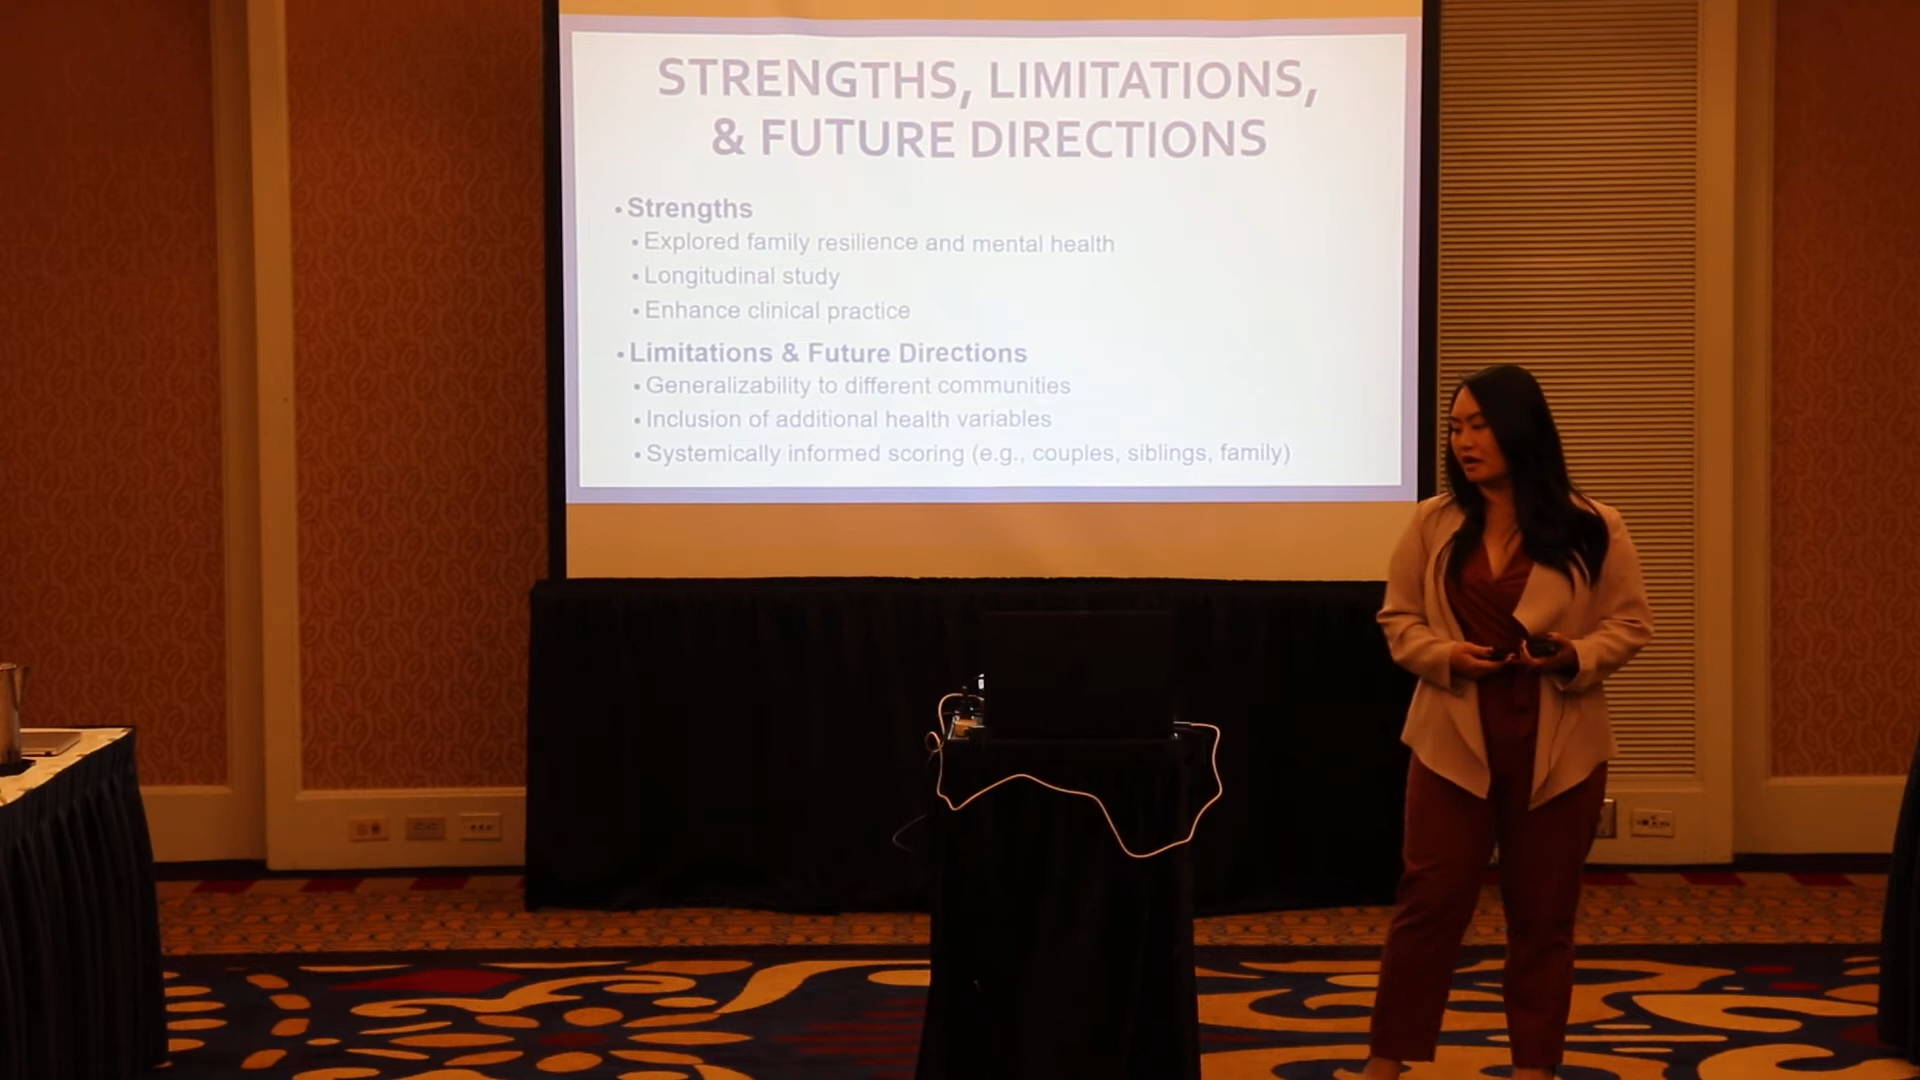 STRENGTHS, LIMITATIONS,
& FUTURE DIRECTIONS
• Strengths
• Explored family resilience and mental health
• Longitudinal study
• Enhance clinical practice
• Limitations & Future Directions
• Generalizability to different communities
• Inclusion of additional health variables
• Systemically informed scoring (e.g., couples, siblings, family)